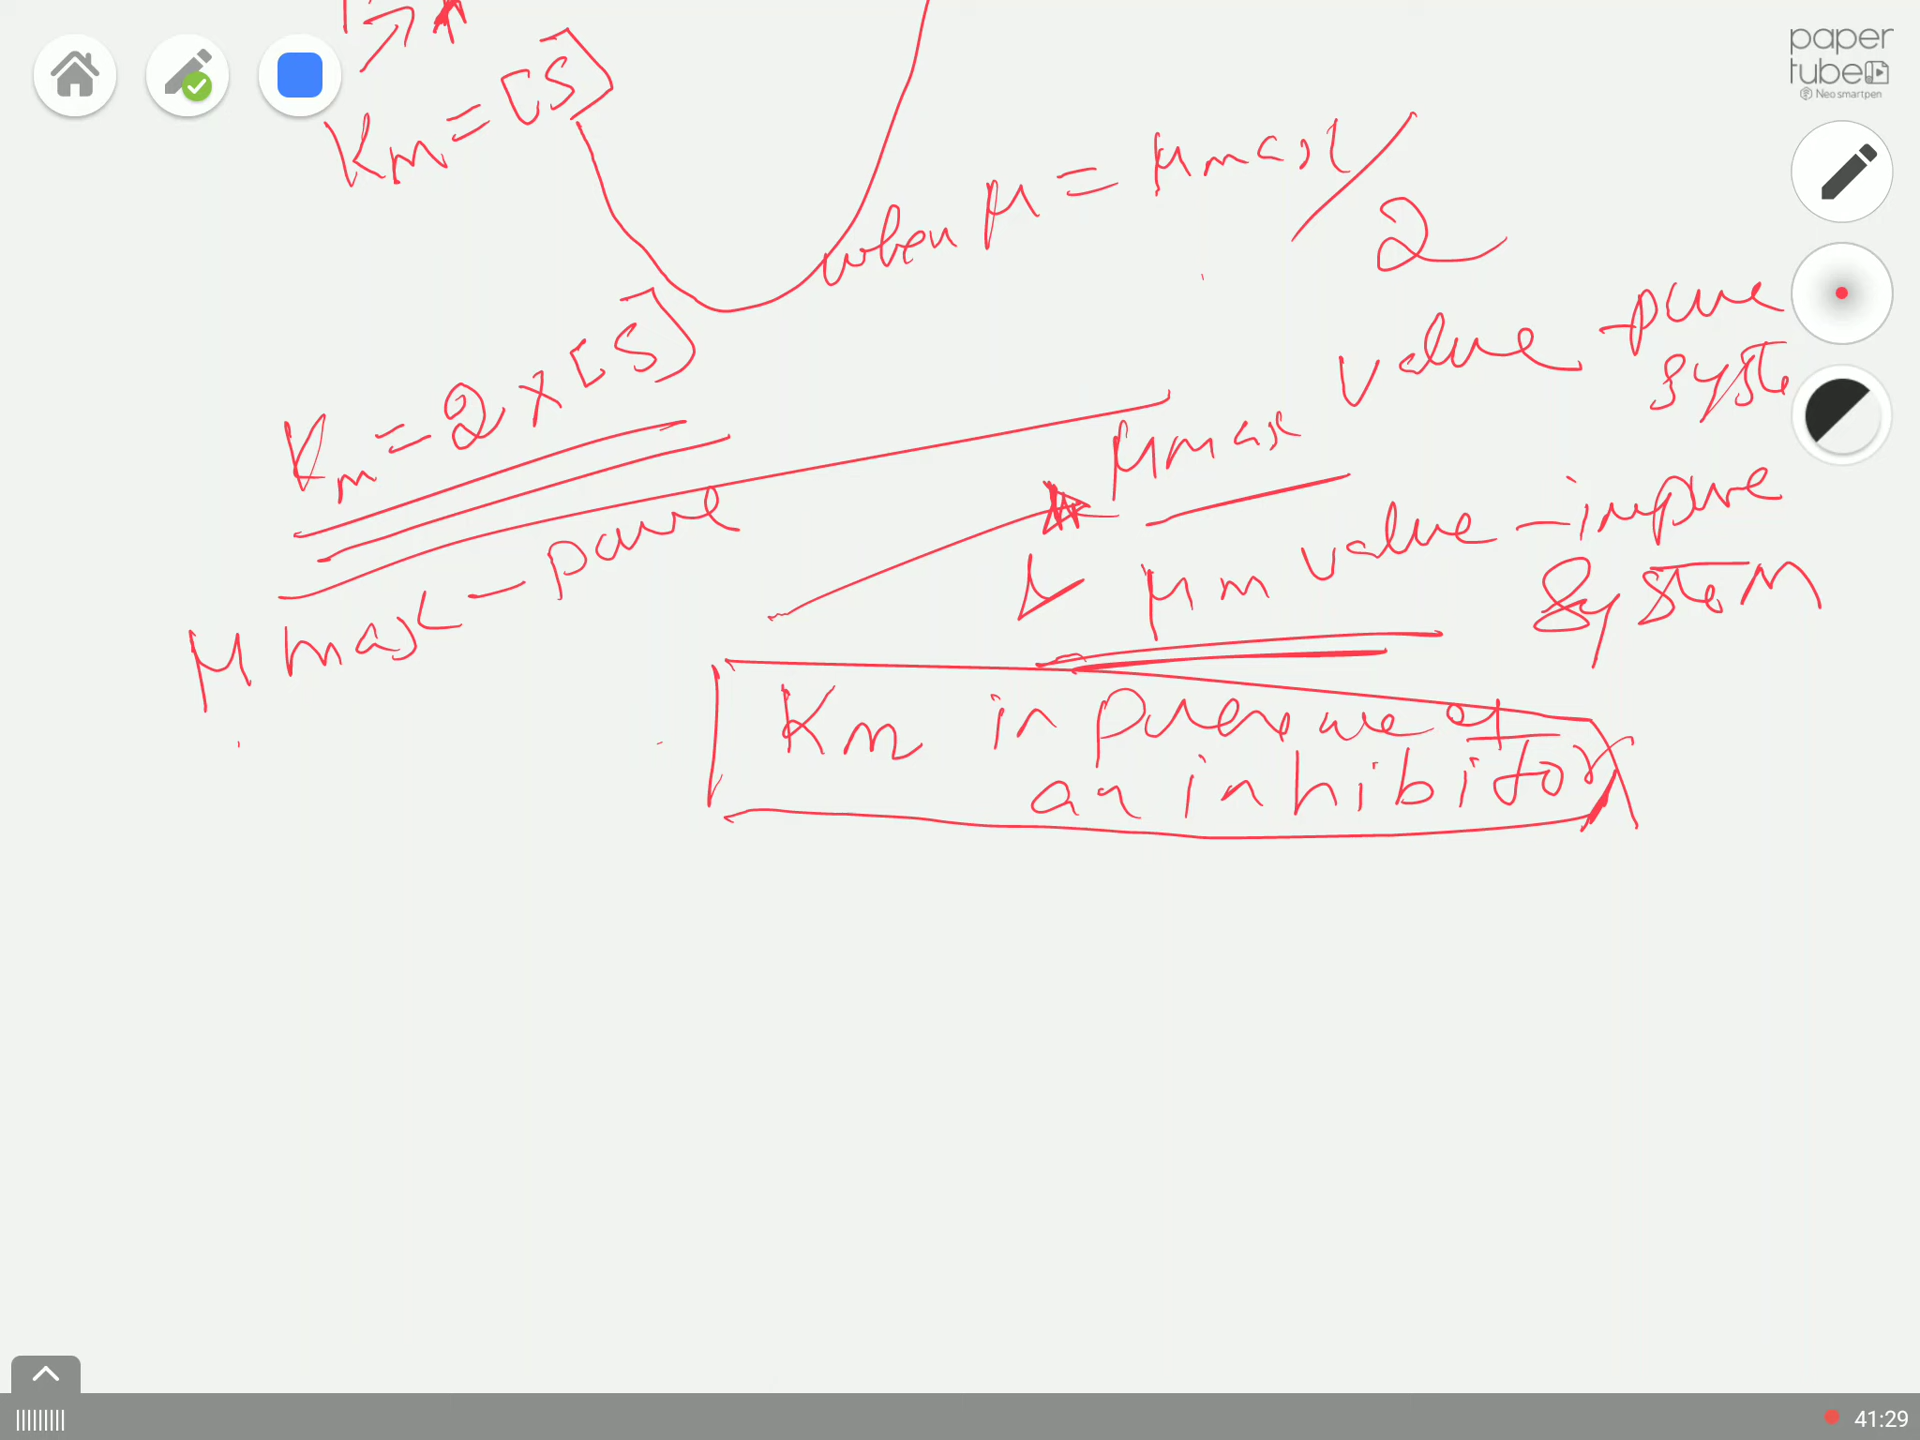 paper
tube
Neo smartpen
Km = [S]
when μ = μmax/2
Km = 2 x [S]
μmax value - pure
syste
μmax - pure
μm value - impure
System
Km in presence of
an inhibitor
41:29